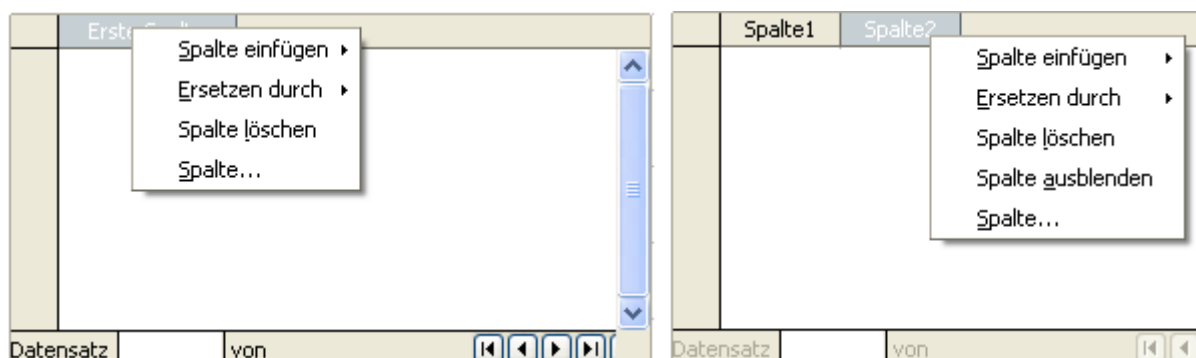 Erste
Spalte einfügen
Ersetzen durch
Spalte löschen
Spalte...
Datensatz von
Spalte1 Spalte2
Spalte einfügen
Ersetzen durch
Spalte löschen
Spalte ausblenden
Spalte...
Datensatz von